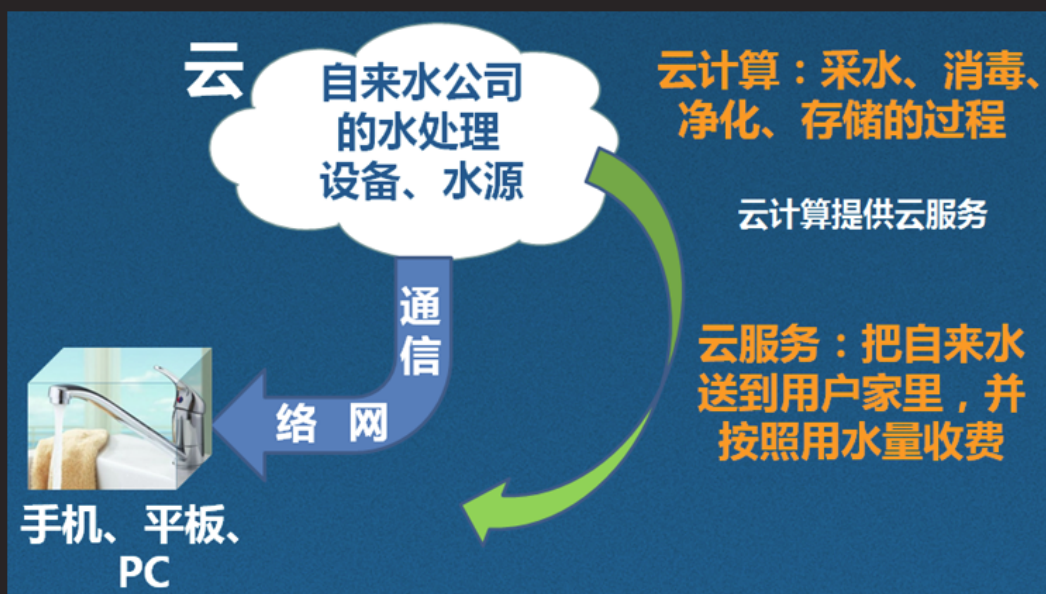 云
自来水公司
的水处理
设备、水源
云计算：采水、消毒、
净化、存储的过程
云计算提供云服务
通
信
络 网
云服务：把自来水
送到用户家里，并
按照用水量收费
手机、平板、
PC